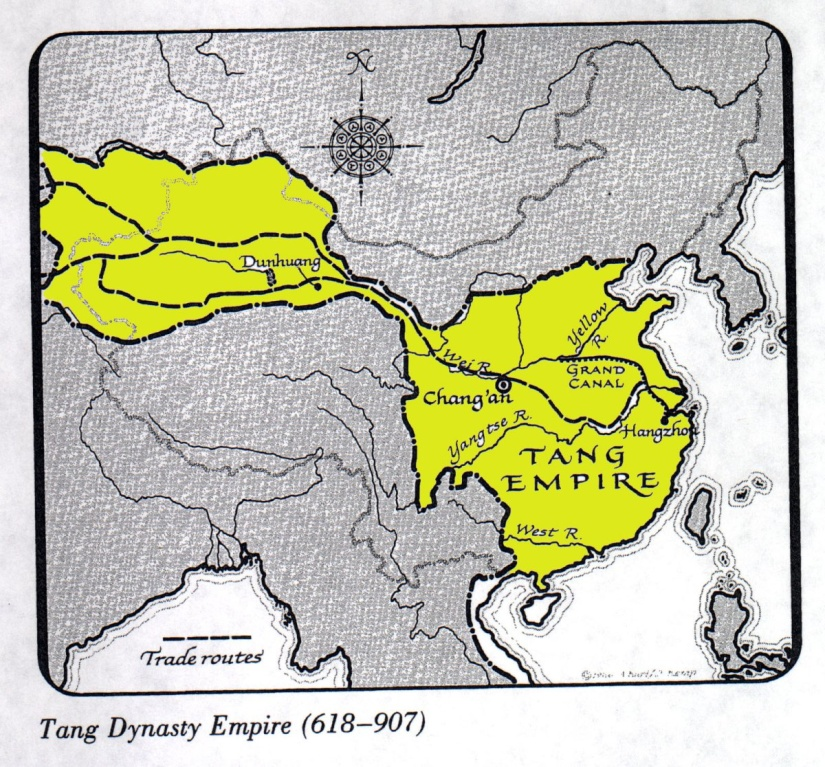 N
Dunhuang
Yellow
R.
Wei R.
GRAND
CANAL
Chang'an
Yangtse R.
Hangzhou
TANG
EMPIRE
West R.
Trade routes
Tang Dynasty Empire (618–907)